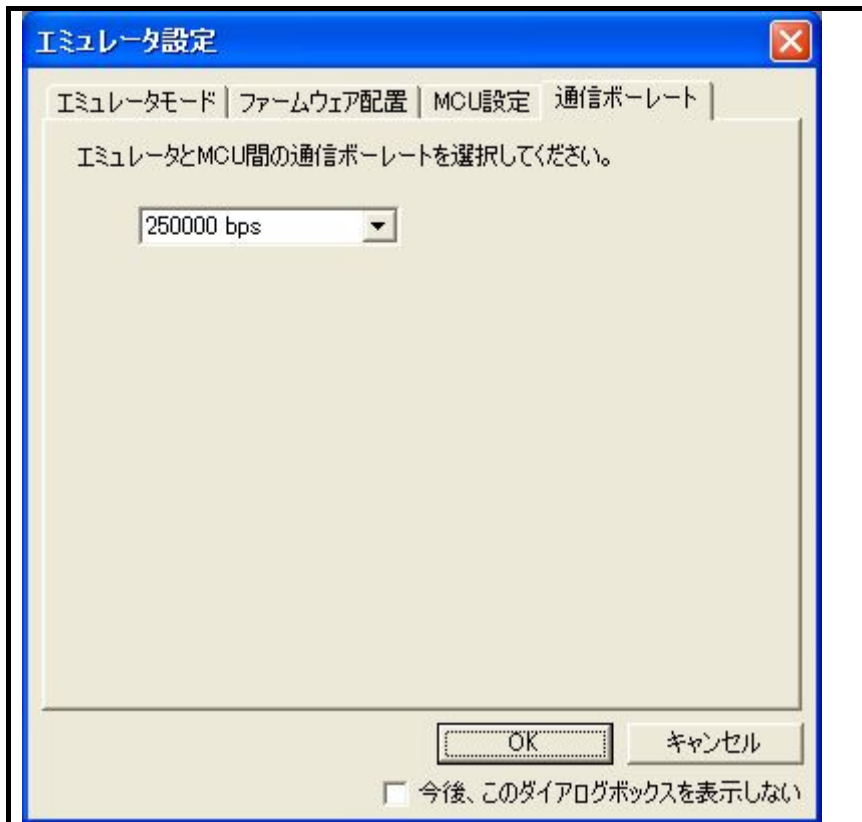 エミュレータ設定
エミュレータモード ファームウェア配置 MCU設定 通信ボーレート
エミュレータとMCU間の通信ボーレートを選択してください。
250000 bps
OK キャンセル
今後、このダイアログボックスを表示しない